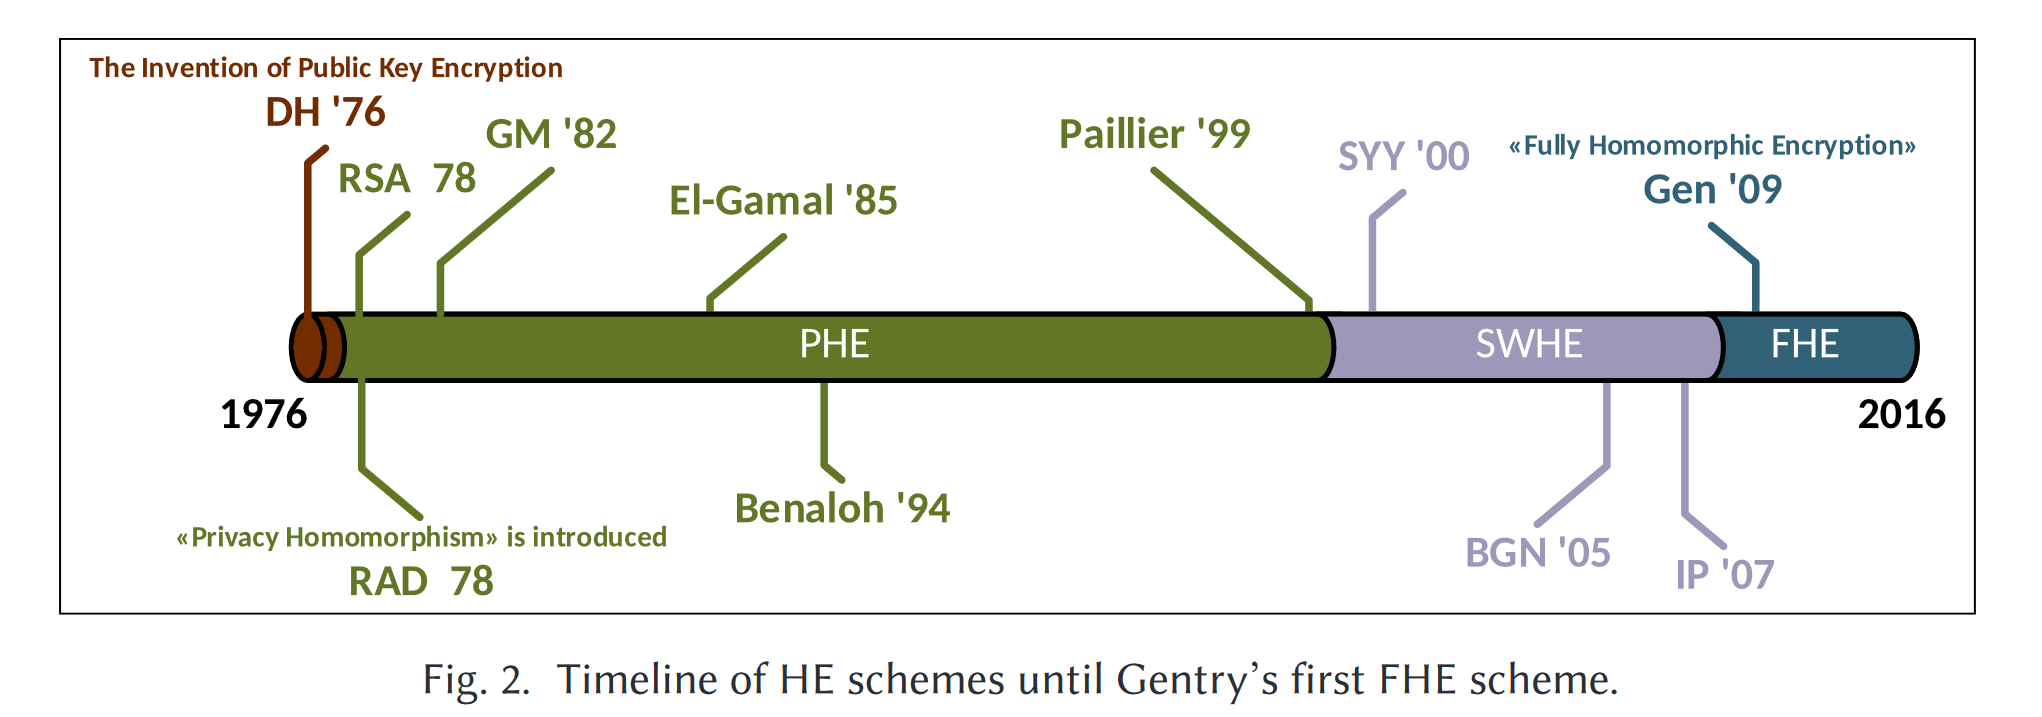 The Invention of Public Key Encryption
DH '76
GM '82
Paillier '99
RSA 78
SYY '00
«Fully Homomorphic Encryption»
El-Gamal '85
Gen '09
PHE
SWHE
FHE
1976
2016
Benaloh '94
«Privacy Homomorphism» is introduced
RAD 78
BGN '05
IP '07
Fig. 2. Timeline of HE schemes until Gentry's first FHE scheme.